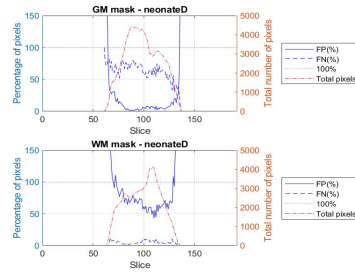 GM mask - neonateD
150
100
50
0
5000
4000
3000
2000
1000
0
0
50
100
150
Percentage of pixels
Total number of pixels
Slice
FP(%)
FN(%)
100%
Total pixels
WM mask - neonateD
150
100
50
0
5000
4000
3000
2000
1000
0
0
50
100
150
Percentage of pixels
Total number of pixels
Slice
FP(%)
FN(%)
100%
Total pixels